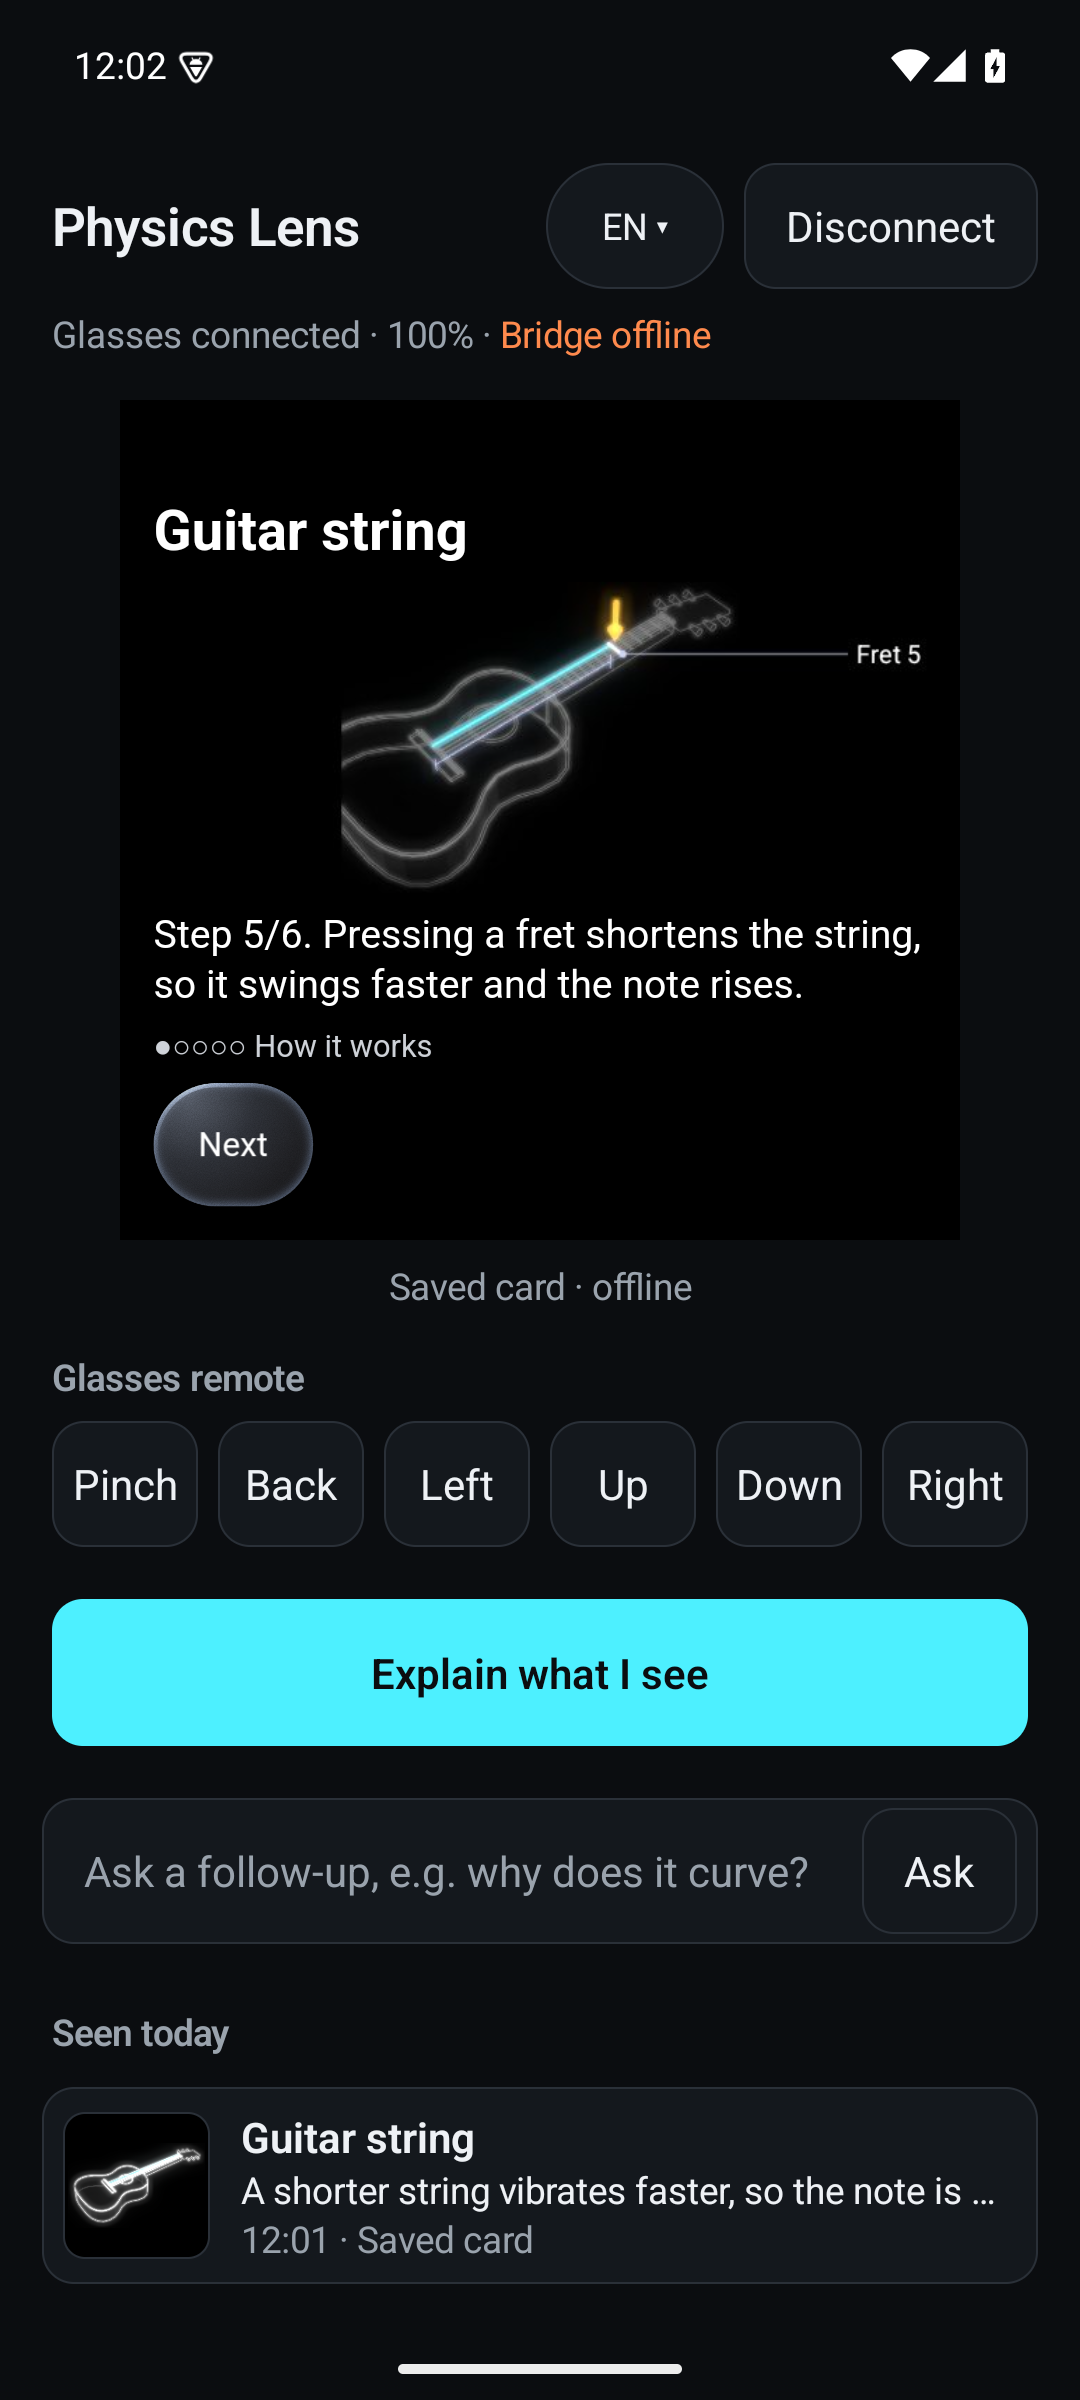 12:02
Physics Lens
EN ▾
Disconnect
Glasses connected · 100% · Bridge offline
Guitar string
Fret 5
Step 5/6. Pressing a fret shortens the string,
so it swings faster and the note rises.
●○○○○ How it works
Next
Saved card · offline
Glasses remote
Pinch
Back
Left
Up
Down
Right
Explain what I see
Ask a follow-up, e.g. why does it curve?
Ask
Seen today
Guitar string
A shorter string vibrates faster, so the note is ...
12:01 · Saved card